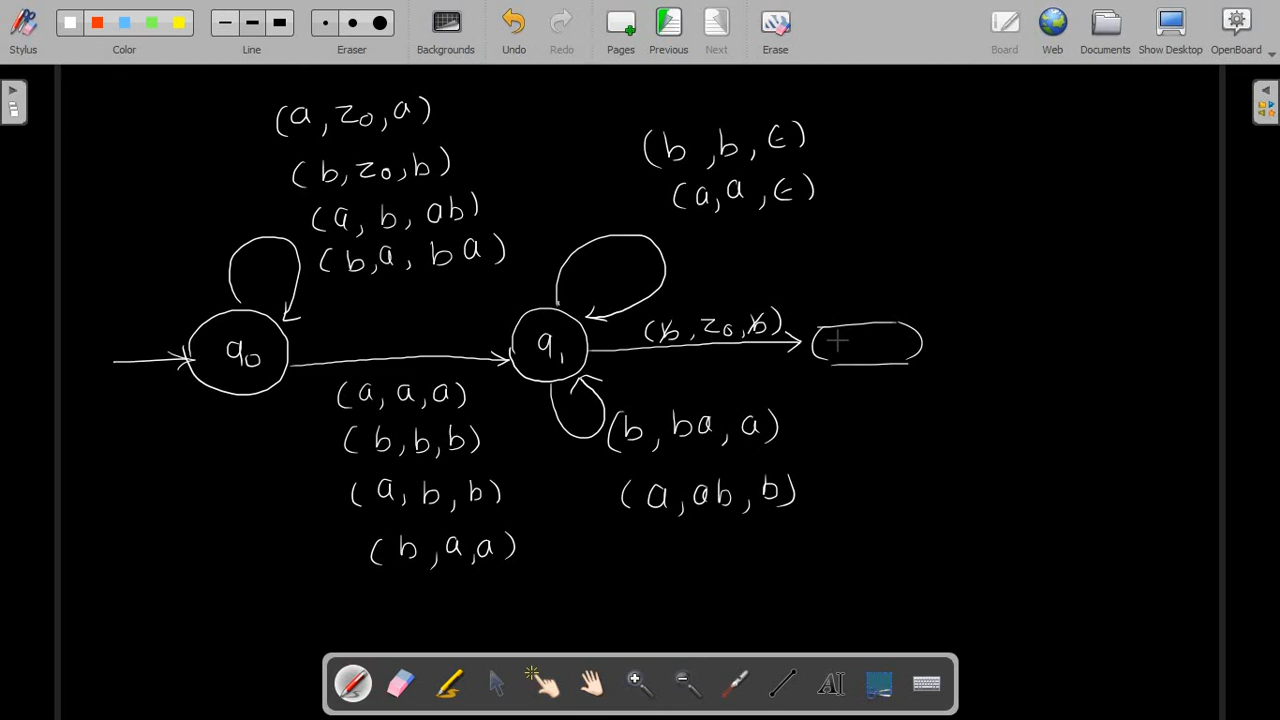 Stylus
Color
Line
Eraser
Backgrounds
Undo
Redo
Pages
Previous
Next
Erase
Board
Web
Documents
Show Desktop
OpenBoard
(a, z0, a)
(b, z0, b)
(a, b, ab)
(b, a, ba)
(b, b, ϵ)
(a, a, ϵ)
q0
q1
(ɓ, z0, ɓ)
(a, a, a)
(b, b, b)
(a, b, b)
(b, a, a)
(b, ba, a)
(a, ab, b)
AI